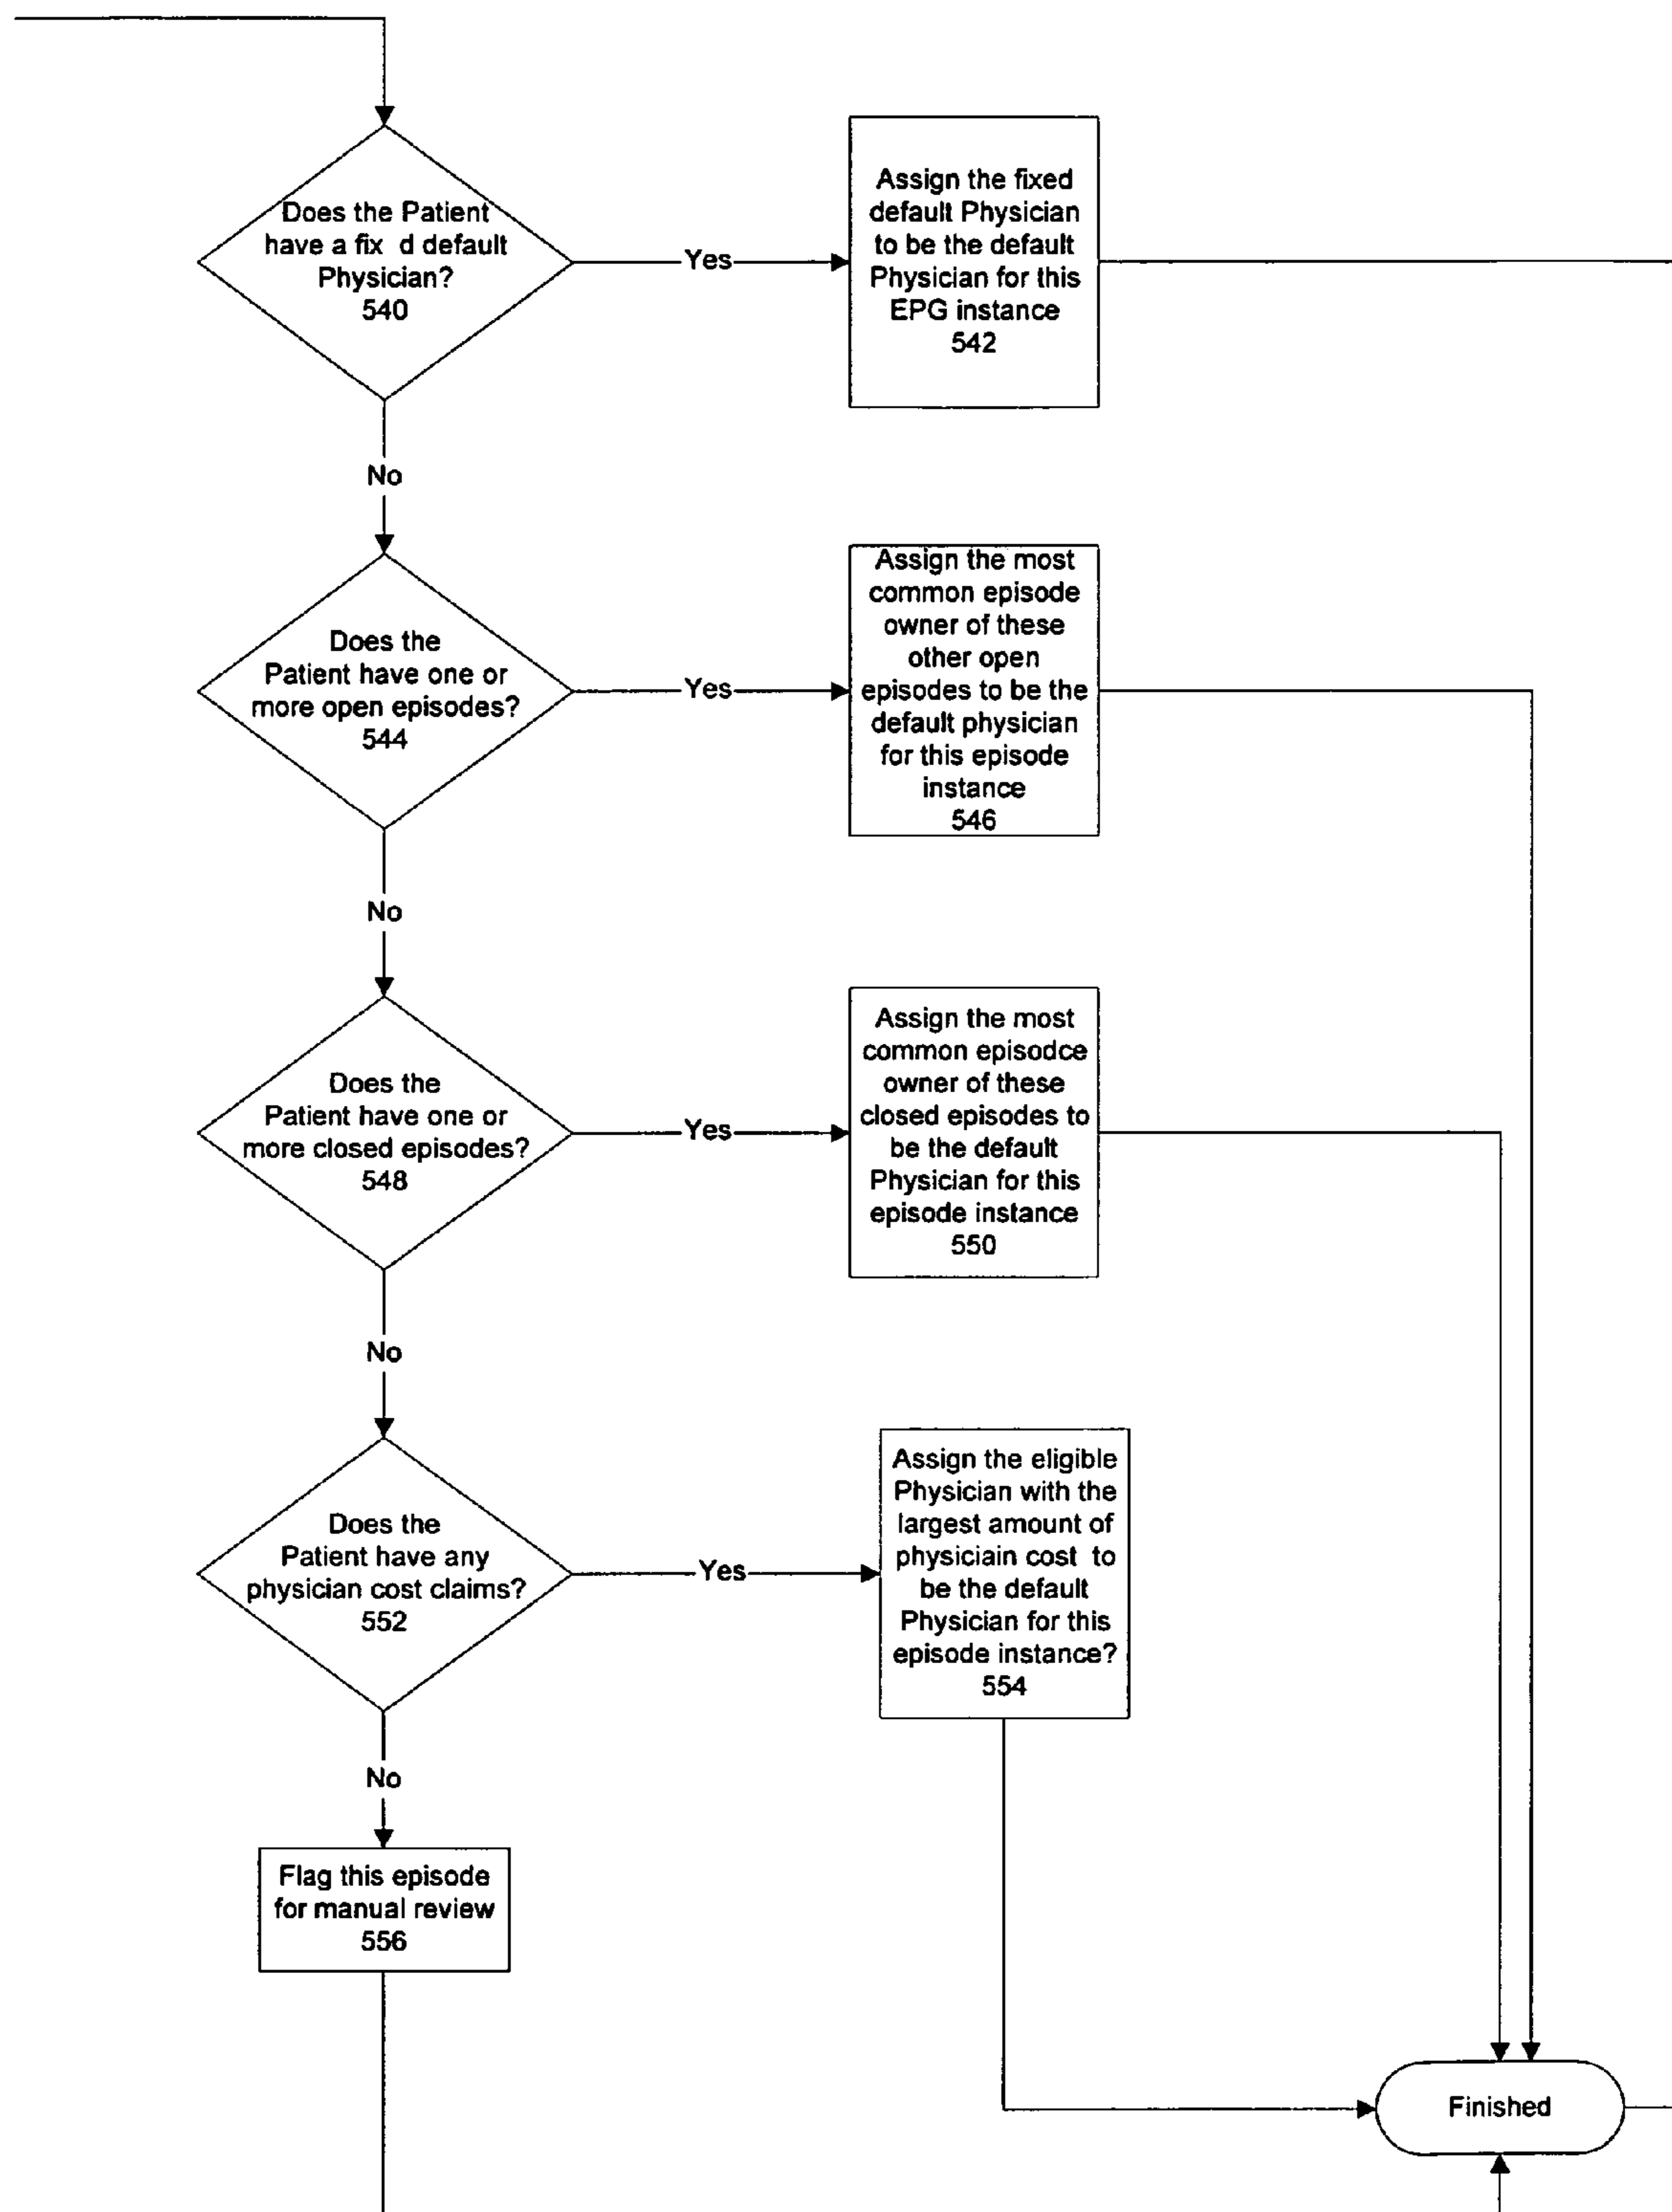 Does the Patient
have a fix d default
Physician?
540
Yes
Assign the fixed
default Physician
to be the default
Physician for this
EPG instance
542
No
Does the
Patient have one or
more open episodes?
544
Yes
Assign the most
common episode
owner of these
other open
episodes to be the
default physician
for this episode
instance
546
No
Does the
Patient have one or
more closed episodes?
548
Yes
Assign the most
common episodce
owner of these
closed episodes to
be the default
Physician for this
episode instance
550
No
Does the
Patient have any
physician cost claims?
552
Yes
Assign the eligible
Physician with the
largest amount of
physiciain cost to
be the default
Physician for this
episode instance?
554
No
Flag this episode
for manual review
556
Finished